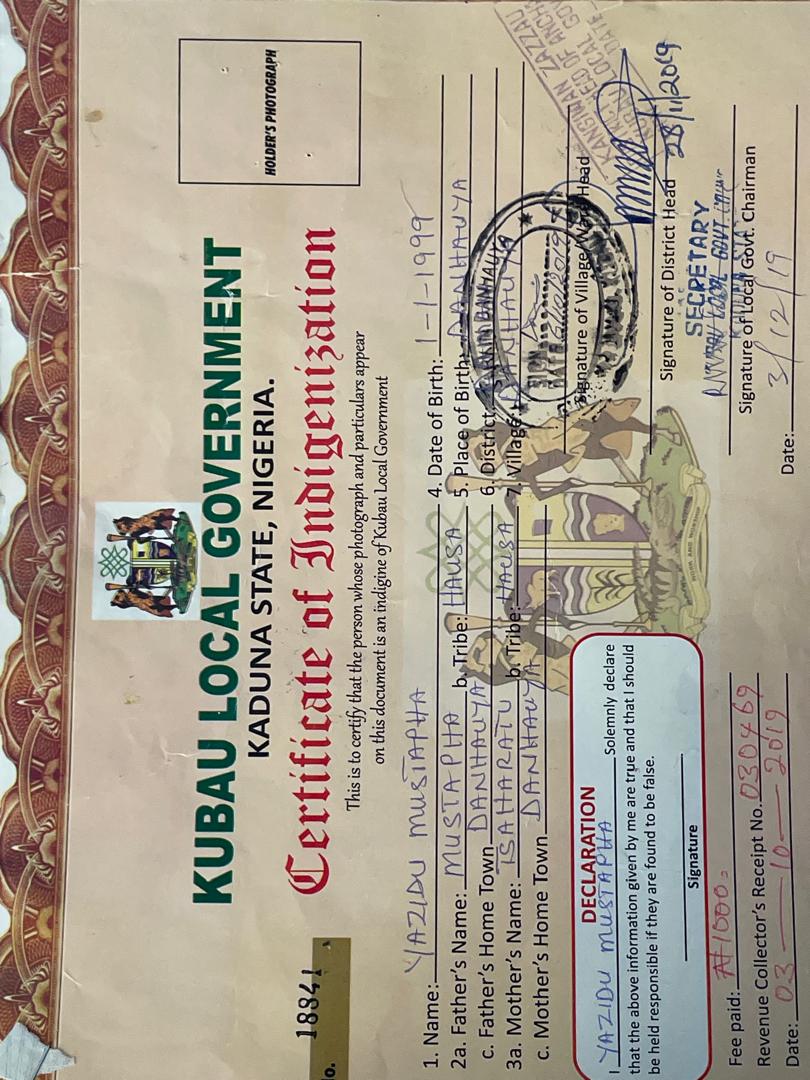 KUBAU LOCAL GOVERNMENT
KADUNA STATE, NIGERIA.
Certificate of Indigenization
This is to certify that the person whose photograph and particulars appear
on this document is an indigine of Kubau Local Government
HOLDER'S PHOTOGRAPH
o. 18841
1. Name: YAZIDU MUSTAPHA 4. Date of Birth: 1-1-1999
2a. Father's Name: MUSTAPHA b. Tribe: HAUSA 5. Place of Birth: DANHAUYA
c. Father's Home Town DANHAUYA 6. District
3a. Mother's Name: ISAHARATU b. Tribe: HAUSA 7. Village: DANHAUYA
c. Mother's Home Town DANHAUYA
Signature of Village/Ward Head
DECLARATION
I YAZIDU MUSTAPHA Solemnly declare
that the above information given by me are true and that I should
be held responsible if they are found to be false.
Signature
KANGIWAN ZAZZAU
28/11/2019
Signature of District Head
SECRETARY
Fee paid: ₦1000.
Revenue Collector's Receipt No. 030469
Signature of Local Govt. Chairman
Date: 03-10-2019
Date: 3/12/19